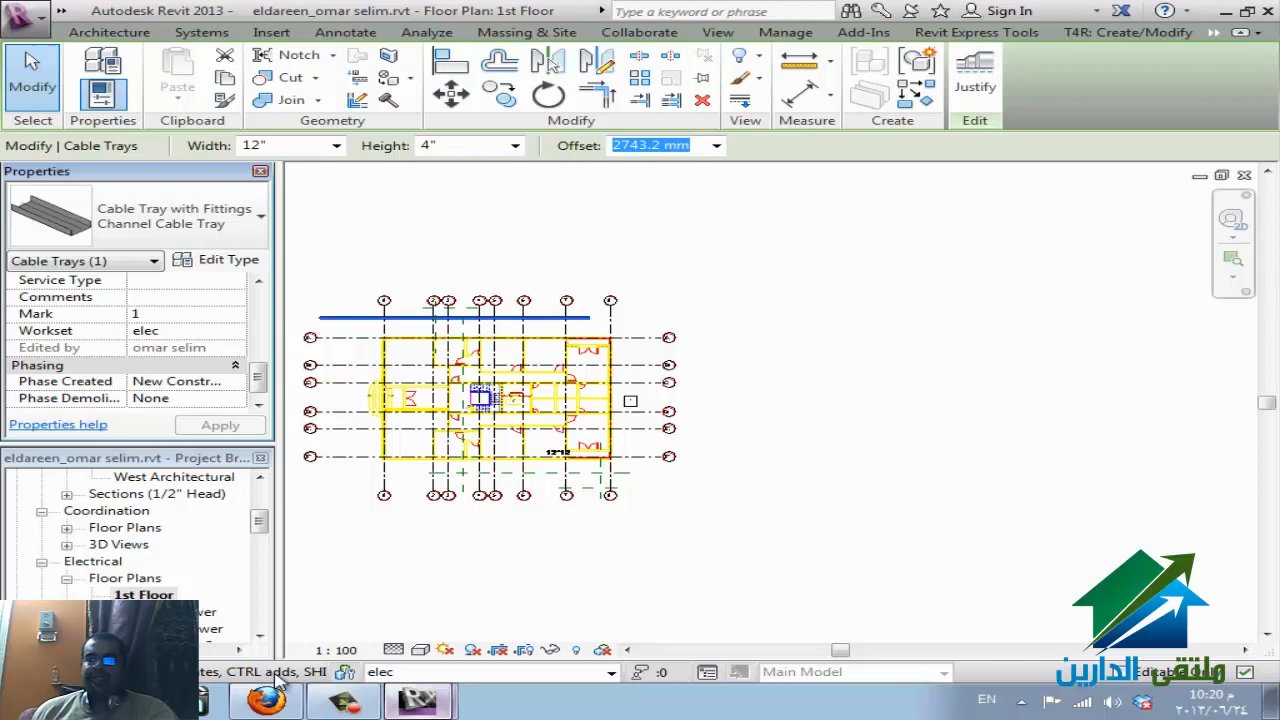 Autodesk Revit 2013 -    eldareen_omar selim.rvt - Floor Plan: 1st Floor
Type a keyword or phrase
Sign In
Architecture
Systems
Insert
Annotate
Analyze
Massing & Site
Collaborate
View
Manage
Add-Ins
Revit Express Tools
T4R: Create/Modify
Modify
Paste
Notch
Cut
Join
Justify
Select
Properties
Clipboard
Geometry
Modify
View
Measure
Create
Edit
Modify | Cable Trays
Width: 12"
Height: 4"
Offset: 2743.2 mm
Properties
Cable Tray with Fittings
Channel Cable Tray
Cable Trays (1)
Edit Type
Service Type
Comments
Mark 1
Workset elec
Edited by omar selim
Phasing
Phase Created New Constr...
Phase Demoli... None
Properties help
Apply
eldareen_omar selim.rvt - Project Br...
West Architectural
Sections (1/2" Head)
Coordination
Floor Plans
3D Views
Electrical
Floor Plans
1st Floor
1 : 100
CTRL adds, SHI
elec
:0
Main Model
2D
ملتقى الدارين
EN
10:20 م
٢٠١٣/٠٦/٢٤